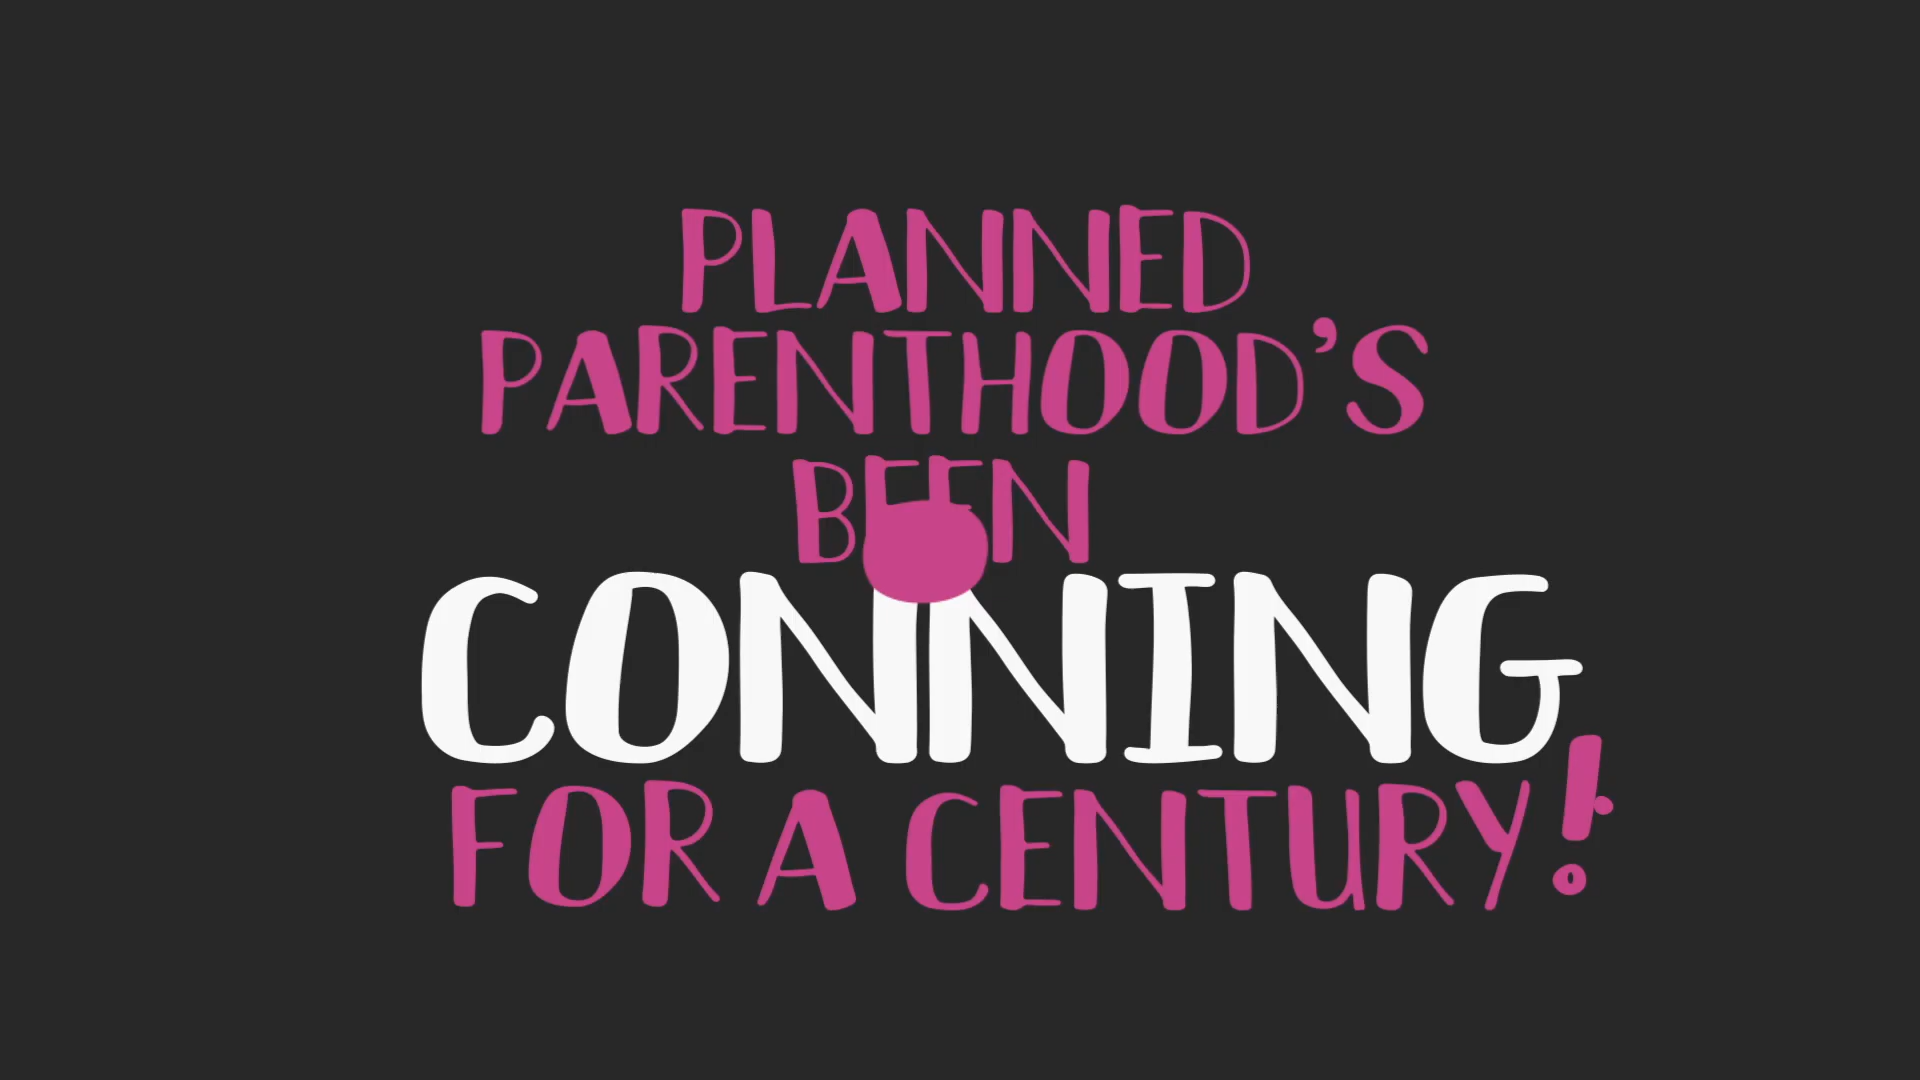 PLANNED
PARENTHOOD'S
BEEN
CONNING
FOR A CENTURY!